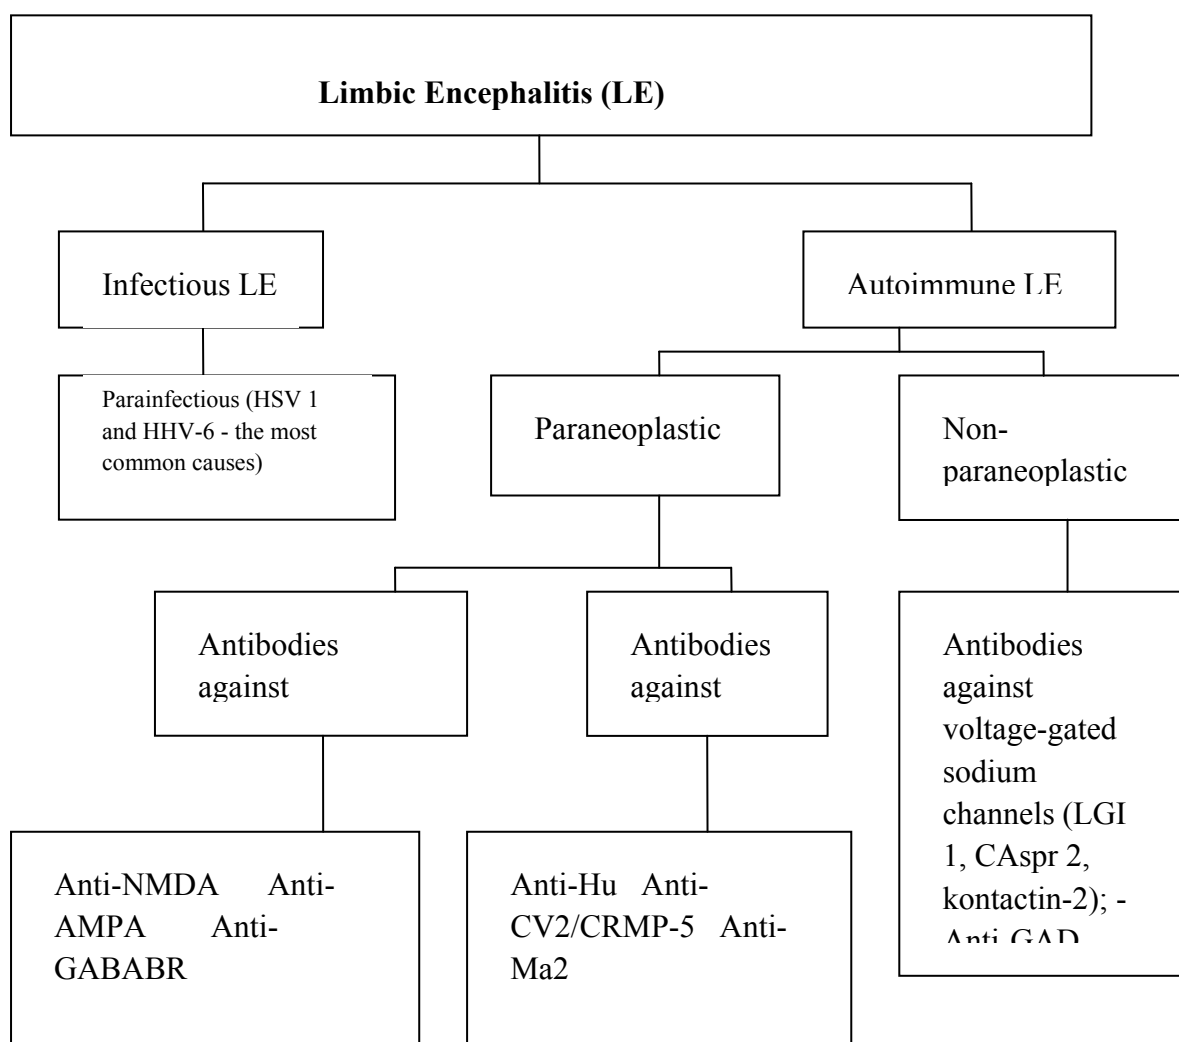 Limbic Encephalitis (LE)
Infectious LE
Autoimmune LE
Parainfectious (HSV 1
and HHV-6 - the most
common causes)
Paraneoplastic
Non-
paraneoplastic
Antibodies
against
Antibodies
against
Antibodies
against
voltage-gated
sodium
channels (LGI
1, CAspr 2,
kontactin-2); -
Anti-GAD
Anti-NMDA Anti-
AMPA Anti-
GABABR
Anti-Hu Anti-
CV2/CRMP-5 Anti-
Ma2